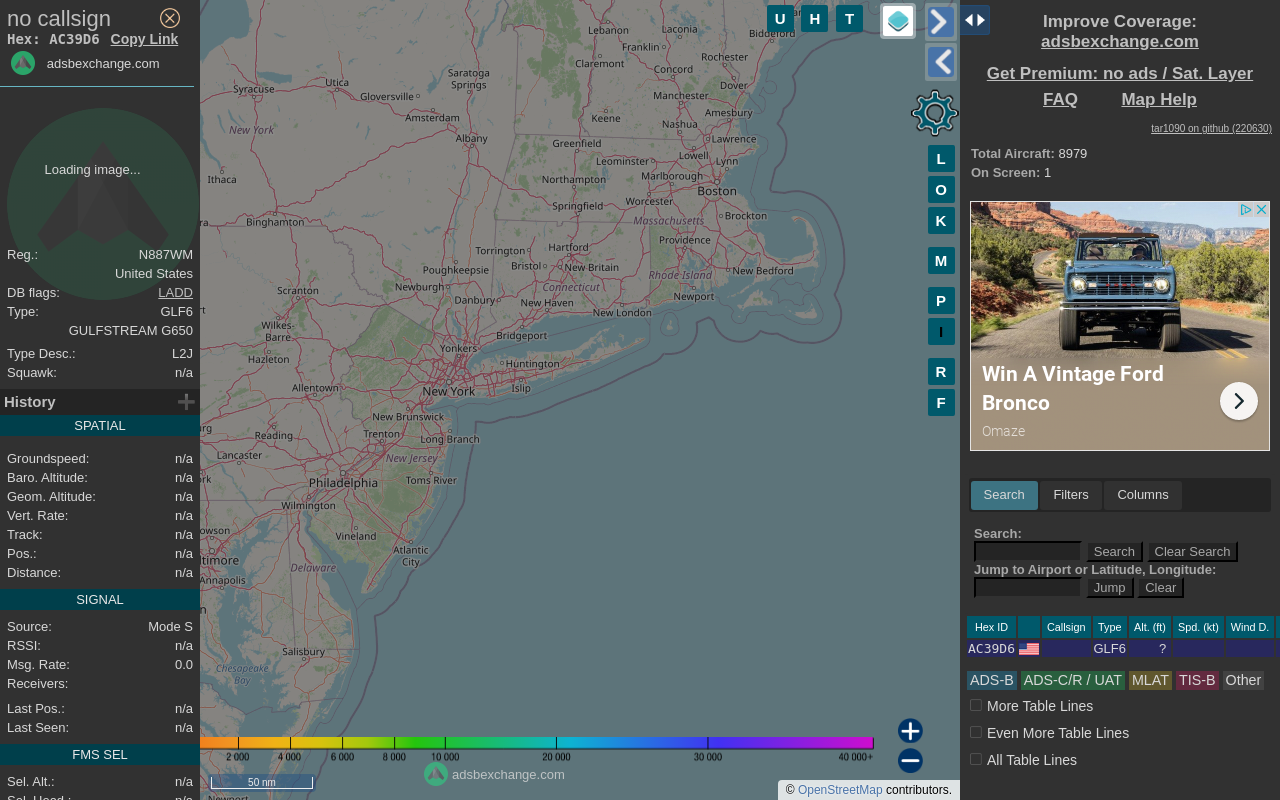 no callsign
Hex: AC39D6 Copy Link
adsbexchange.com
Loading image...
Reg.: N887WM
United States
DB flags: LADD
Type: GLF6
GULFSTREAM G650
Type Desc.: L2J
Squawk: n/a
History
SPATIAL
Groundspeed: n/a
Baro. Altitude: n/a
Geom. Altitude: n/a
Vert. Rate: n/a
Track: n/a
Pos.: n/a
Distance: n/a
SIGNAL
Source: Mode S
RSSI: n/a
Msg. Rate: 0.0
Receivers:
Last Pos.: n/a
Last Seen: n/a
FMS SEL
Sel. Alt.: n/a
Sel. Head.: n/a
U H T
L
O
K
M
P
I
R
F
Lebanon
Laconia
Franklin
Biddeford
Claremont
Rochester
Concord
Saratoga
Springs
Utica
Dover
Syracuse
Gloversville
Manchester
Amsterdam
Keene
Amesbury
Nashua
New York
Albany
Lawrence
Greenfield
Lowell
Leominster
Lynn
Ithaca
Northampton
Marlborough
Boston
Worcester
Springfield
Binghamton
Brockton
Massachusetts
Providence
Torrington
Hartford
Bristol
New Britain
Poughkeepsie
New Bedford
Rhode Island
Newburgh
Connecticut
Scranton
Danbury
New Haven
Newport
New London
Wilkes-
Barre
Bridgeport
Yonkers
Hazleton
Huntington
Allentown
New York
Islip
New Brunswick
Reading
Trenton
Long Branch
Lancaster
New Jersey
Philadelphia
Toms River
Wilmington
Vineland
Atlantic
City
Delaware
Annapolis
Salisbury
Chesapeake
Bay
2 000 4 000 6 000 8 000 10 000 20 000 30 000 40 000+
50 nm
adsbexchange.com
© OpenStreetMap contributors.
Improve Coverage:
adsbexchange.com
Get Premium: no ads / Sat. Layer
FAQ Map Help
tar1090 on github (220630)
Total Aircraft: 8979
On Screen: 1
Win A Vintage Ford
Bronco
Omaze
Search Filters Columns
Search:
Search Clear Search
Jump to Airport or Latitude, Longitude:
Jump Clear
Hex ID Callsign Type Alt. (ft) Spd. (kt) Wind D.
AC39D6 GLF6 ?
ADS-B ADS-C/R / UAT MLAT TIS-B Other
More Table Lines
Even More Table Lines
All Table Lines